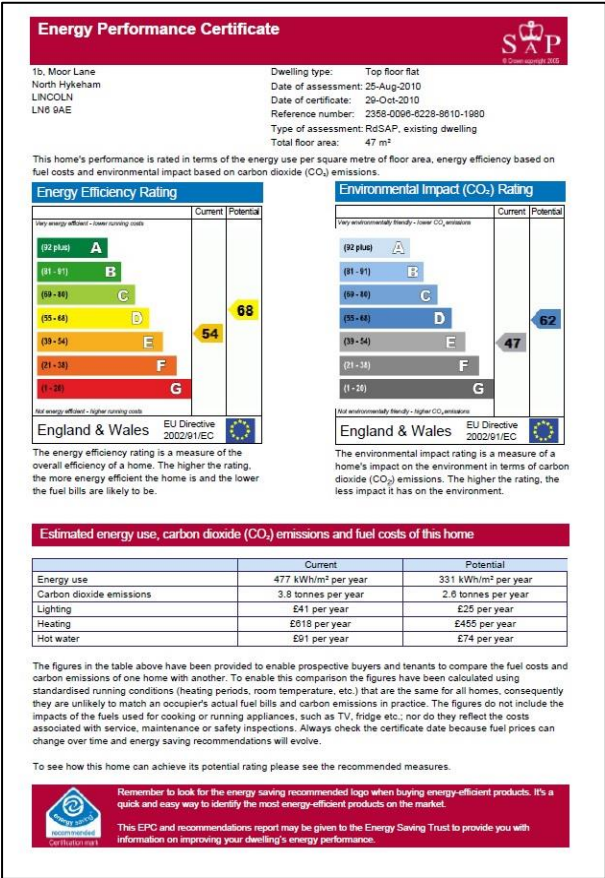 Energy Performance Certificate
SAP
© Crown copyright 2005
1b, Moor Lane
North Hykeham
LINCOLN
LN6 9AE
Dwelling type: Top floor flat
Date of assessment: 25-Aug-2010
Date of certificate: 29-Oct-2010
Reference number: 2358-0096-6228-8610-1980
Type of assessment: RdSAP, existing dwelling
Total floor area: 47 m²
This home's performance is rated in terms of the energy use per square metre of floor area, energy efficiency based on
fuel costs and environmental impact based on carbon dioxide (CO₂) emissions.
Energy Efficiency Rating
Current Potential
Very energy efficient - lower running costs
(92 plus) A
(81 - 91) B
(69 - 80) C
(55 - 68) D
(39 - 54) E
(21 - 38) F
(1 - 20) G
54
68
Not energy efficient - higher running costs
England & Wales
EU Directive
2002/91/EC
The energy efficiency rating is a measure of the
overall efficiency of a home. The higher the rating,
the more energy efficient the home is and the lower
the fuel bills are likely to be.
Environmental Impact (CO₂) Rating
Current Potential
Very environmentally friendly - lower CO₂ emissions
(92 plus) A
(81 - 91) B
(69 - 80) C
(55 - 68) D
(39 - 54) E
(21 - 38) F
(1 - 20) G
47
62
Not environmentally friendly - higher CO₂ emissions
England & Wales
EU Directive
2002/91/EC
The environmental impact rating is a measure of a
home's impact on the environment in terms of carbon
dioxide (CO₂) emissions. The higher the rating, the
less impact it has on the environment.
Estimated energy use, carbon dioxide (CO₂) emissions and fuel costs of this home
Current Potential
Energy use 477 kWh/m² per year 331 kWh/m² per year
Carbon dioxide emissions 3.8 tonnes per year 2.6 tonnes per year
Lighting £41 per year £25 per year
Heating £618 per year £455 per year
Hot water £91 per year £74 per year
The figures in the table above have been provided to enable prospective buyers and tenants to compare the fuel costs and
carbon emissions of one home with another. To enable this comparison the figures have been calculated using
standardised running conditions (heating periods, room temperature, etc.) that are the same for all homes, consequently
they are unlikely to match an occupier's actual fuel bills and carbon emissions in practice. The figures do not include the
impacts of the fuels used for cooking or running appliances, such as TV, fridge etc.; nor do they reflect the costs
associated with service, maintenance or safety inspections. Always check the certificate date because fuel prices can
change over time and energy saving recommendations will evolve.
To see how this home can achieve its potential rating please see the recommended measures.
energy saving
recommended
Certification mark
Remember to look for the energy saving recommended logo when buying energy-efficient products. It's a
quick and easy way to identify the most energy-efficient products on the market.
This EPC and recommendations report may be given to the Energy Saving Trust to provide you with
information on improving your dwelling's energy performance.